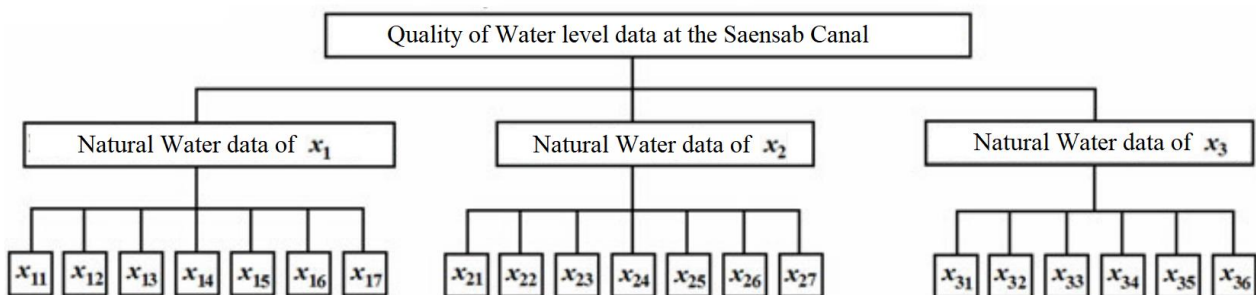 Quality of Water level data at the Saensab Canal
Natural Water data of x1 Natural Water data of x2 Natural Water data of x3
x11 x12 x13 x14 x15 x16 x17 x21 x22 x23 x24 x25 x26 x27 x31 x32 x33 x34 x35 x36